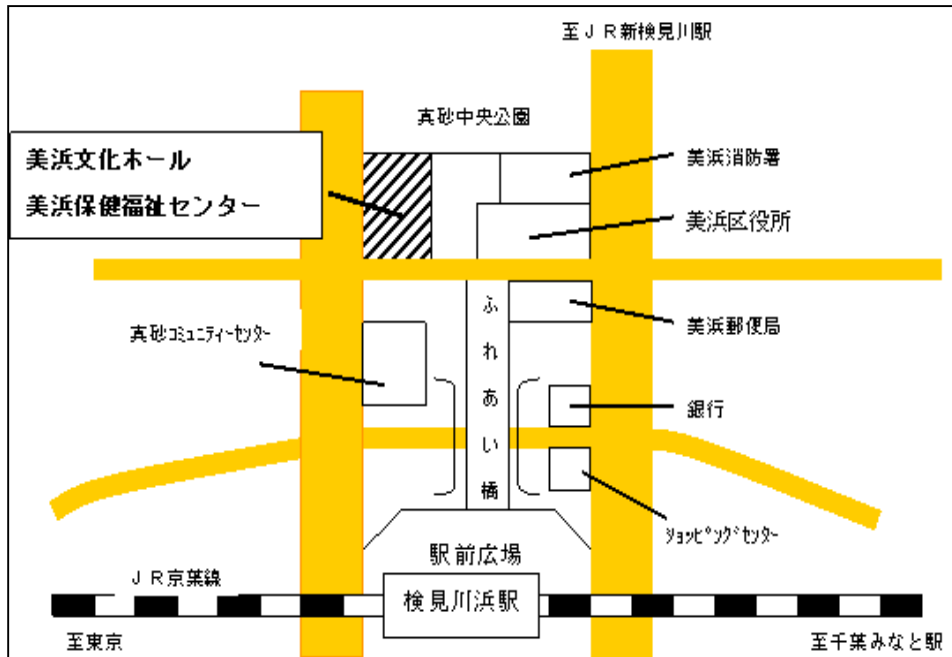 至ＪＲ新検見川駅
真砂中央公園
美浜文化ホール
美浜保健福祉センター
美浜消防署
美浜区役所
ふれあい橋
美浜郵便局
真砂ｺﾐｭﾆﾃｨｰｾﾝﾀｰ
銀行
ｼｮｯﾋﾟﾝｸﾞｾﾝﾀｰ
駅前広場
ＪＲ京葉線
検見川浜駅
至東京
至千葉みなと駅